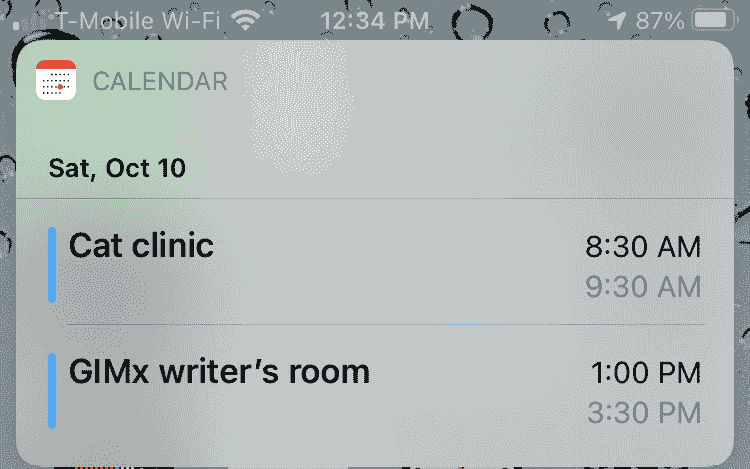 T-Mobile Wi-Fi 12:34 PM 87%
CALENDAR
Sat, Oct 10
Cat clinic 8:30 AM
9:30 AM
GIMx writer’s room 1:00 PM
3:30 PM